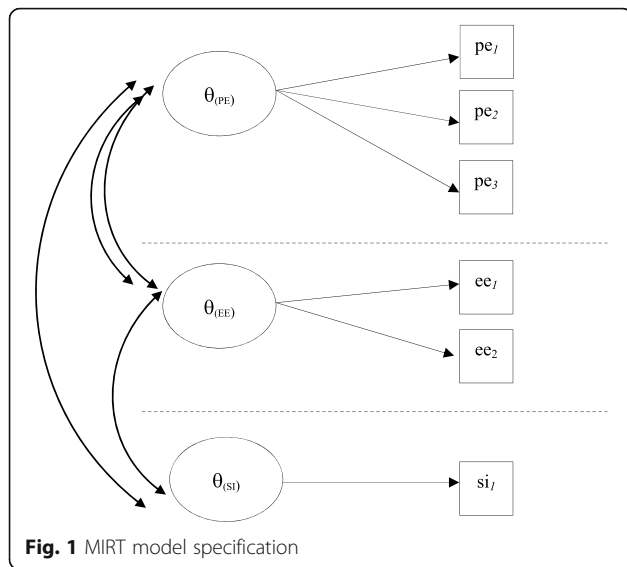 pe1
θ(PE)
pe2
pe3
ee1
θ(EE)
ee2
θ(SI)
si1
Fig. 1 MIRT model specification